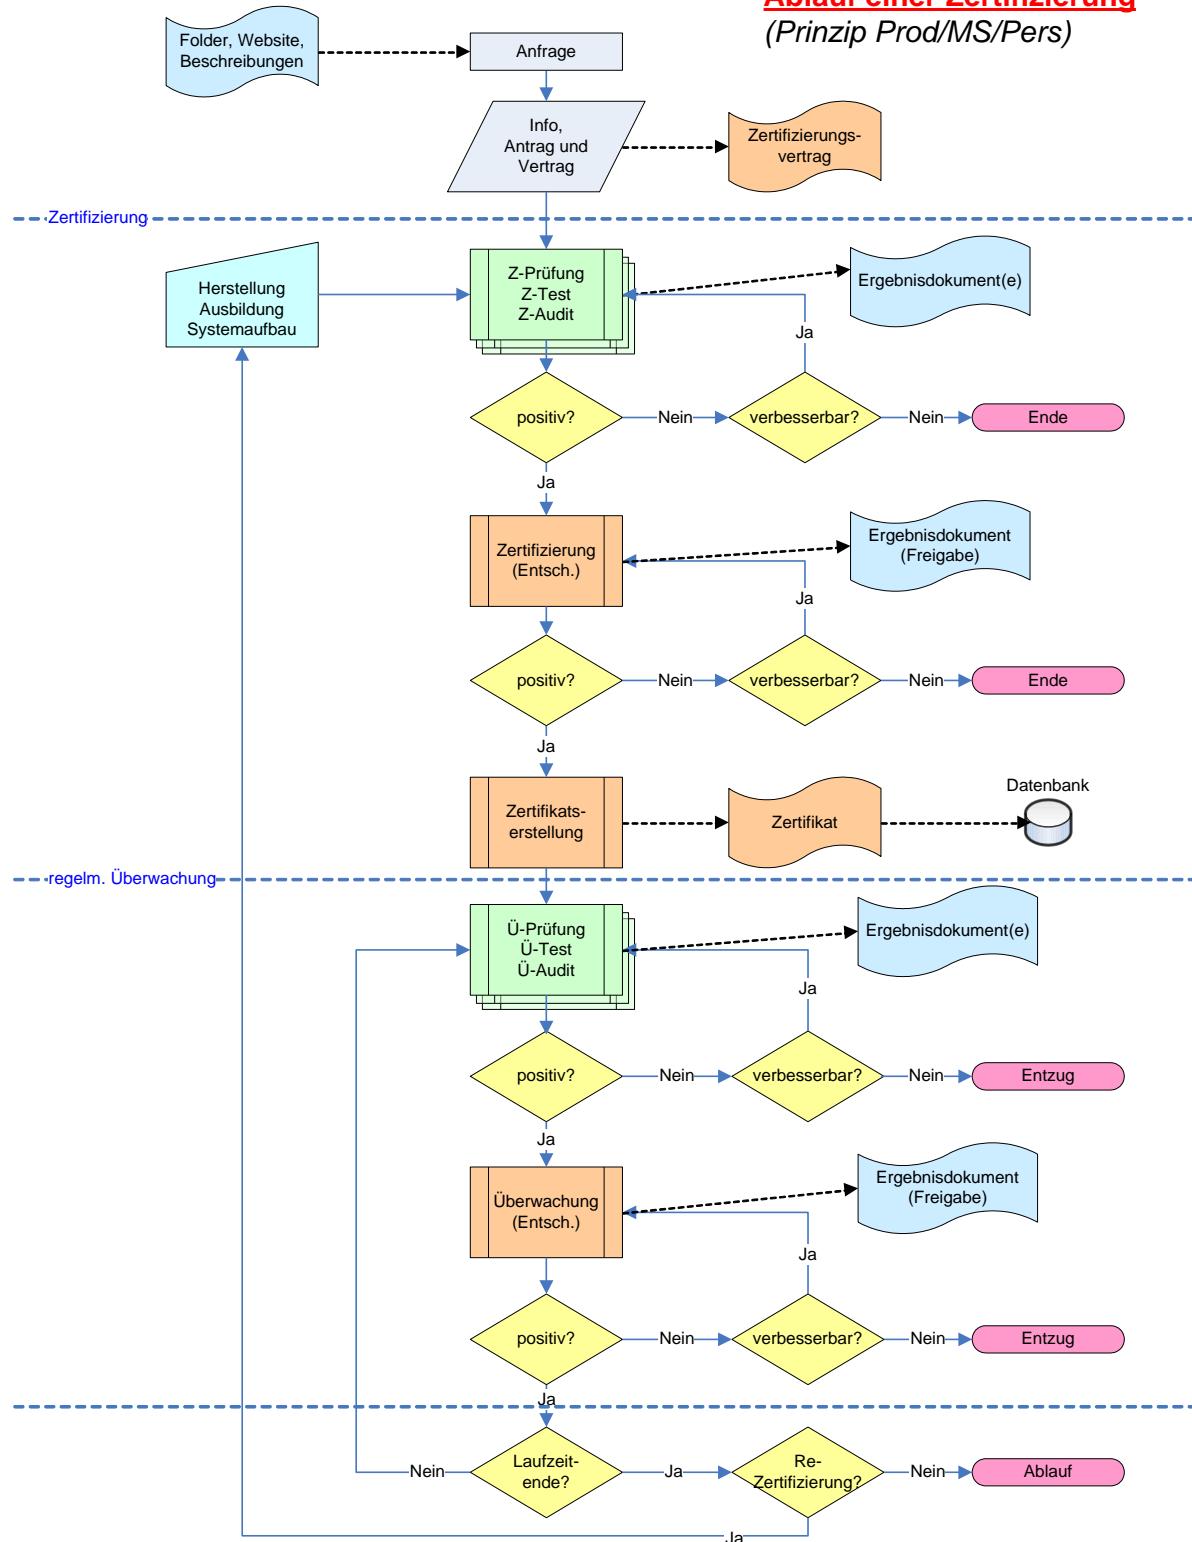 Ablauf einer Zertifizierung
(Prinzip Prod/MS/Pers)
Folder, Website,
Beschreibungen
Anfrage
Info,
Antrag und
Vertrag
Zertifizierungs-
vertrag
Zertifizierung
Herstellung
Ausbildung
Systemaufbau
Z-Prüfung
Z-Test
Z-Audit
Ergebnisdokument(e)
Ja
positiv?
Nein
verbesserbar?
Nein
Ende
Ja
Zertifizierung
(Entsch.)
Ergebnisdokument
(Freigabe)
Ja
positiv?
Nein
verbesserbar?
Nein
Ende
Ja
Zertifikats-
erstellung
Zertifikat
Datenbank
regelm. Überwachung
Ü-Prüfung
Ü-Test
Ü-Audit
Ergebnisdokument(e)
Ja
positiv?
Nein
verbesserbar?
Nein
Entzug
Ja
Überwachung
(Entsch.)
Ergebnisdokument
(Freigabe)
Ja
positiv?
Nein
verbesserbar?
Nein
Entzug
Ja
Nein
Laufzeit-
ende?
Ja
Re-
Zertifizierung?
Nein
Ablauf
Ja